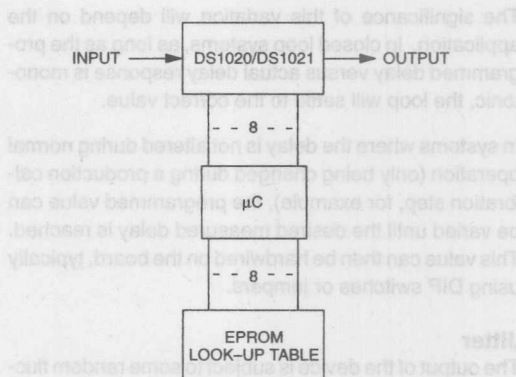 The significance of this variation will depend on the
application. In closed loop systems, as long as the pro-
INPUT DS1020/DS1021 OUTPUT
grammed delay versus actual delay response is mono-
tonic, the loop will settle to the correct value.
8
In systems where the delay is not altered during normal
operation (only being changed during a production cal-
ibration step, for example), the programmed value can
µC
be varied until the desired measured delay is reached.
This value can then be hardwired on the board, typically
8
using DIP switches or jumpers.
EPROM
LOOK–UP TABLE
Jitter
The output of the device is subject to some random fluc-